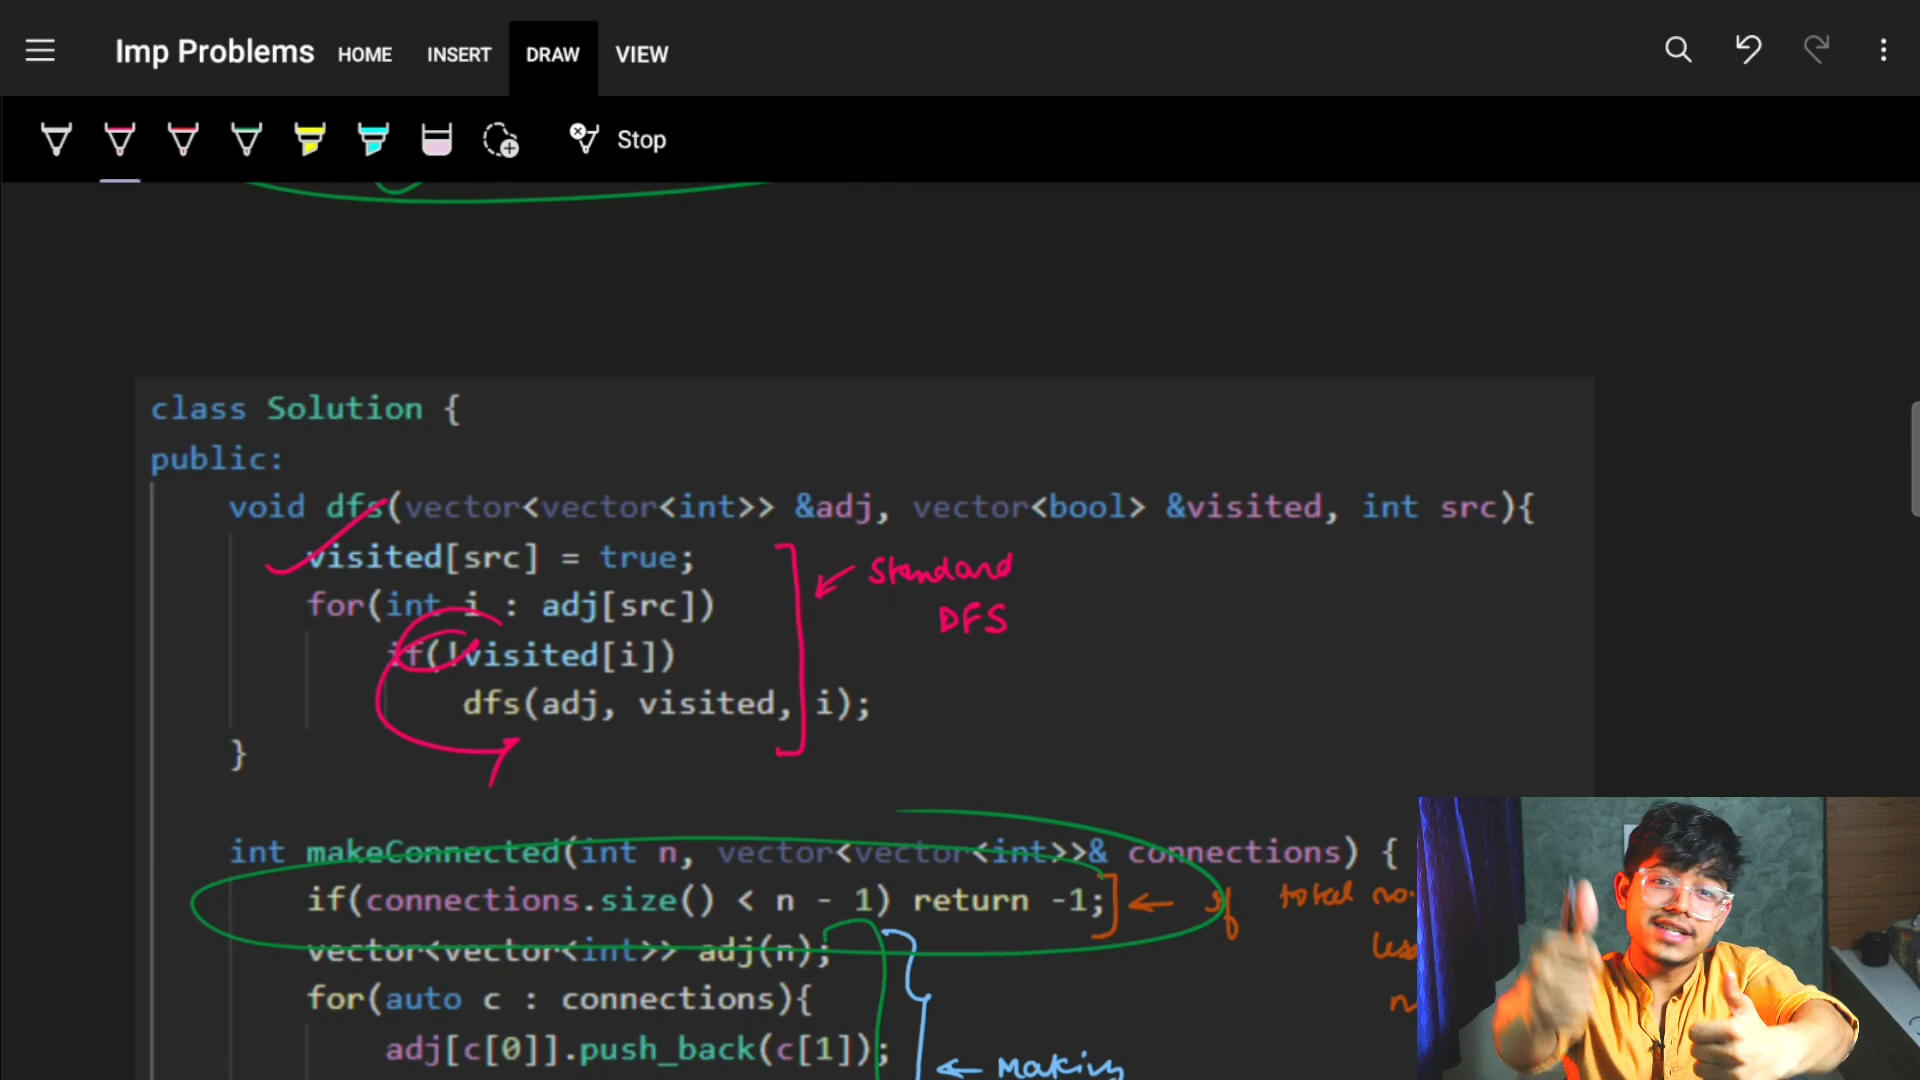 Imp Problems HOME INSERT DRAW VIEW
Stop
class Solution {
public:
void dfs(vector<vector<int>> &adj, vector<bool> &visited, int src){
visited[src] = true;
for(int i : adj[src])
if(!visited[i])
dfs(adj, visited, i);
}
Standard
DFS
int makeConnected(int n, vector<vector<int>>& connections) {
if(connections.size() < n - 1) return -1;
if total no.
vector<vector<int>> adj(n);
les
for(auto c : connections){
n
adj[c[0]].push_back(c[1]);
Making